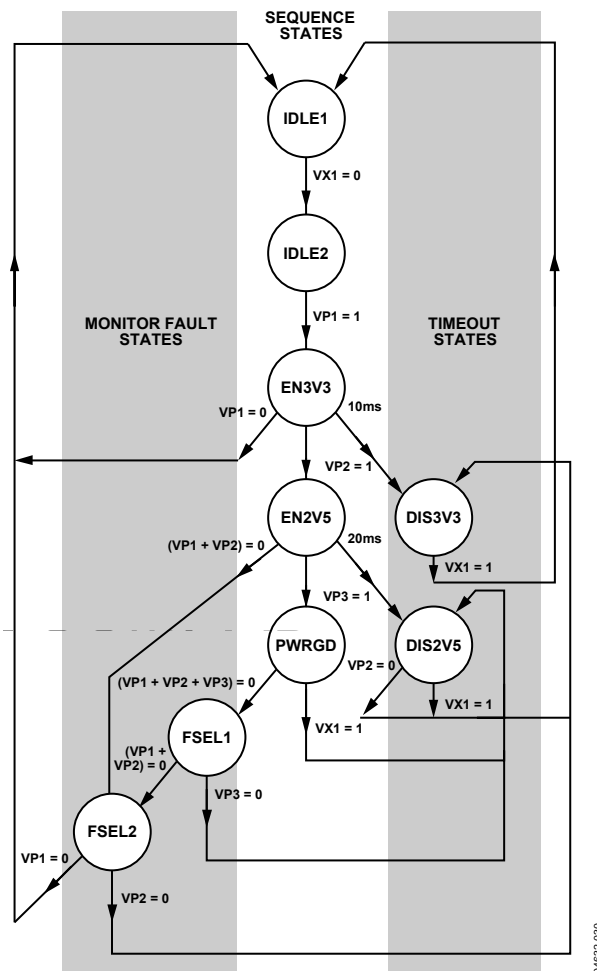 SEQUENCE
STATES
IDLE1
VX1 = 0
IDLE2
MONITOR FAULT
STATES
TIMEOUT
STATES
VP1 = 1
EN3V3
VP1 = 0
10ms
VP2 = 1
EN2V5
DIS3V3
(VP1 + VP2) = 0
20ms
VX1 = 1
VP3 = 1
PWRGD
DIS2V5
VP2 = 0
(VP1 + VP2 + VP3) = 0
VX1 = 1
VX1 = 1
FSEL1
(VP1 +
VP2) = 0
VP3 = 0
FSEL2
VP1 = 0
VP2 = 0